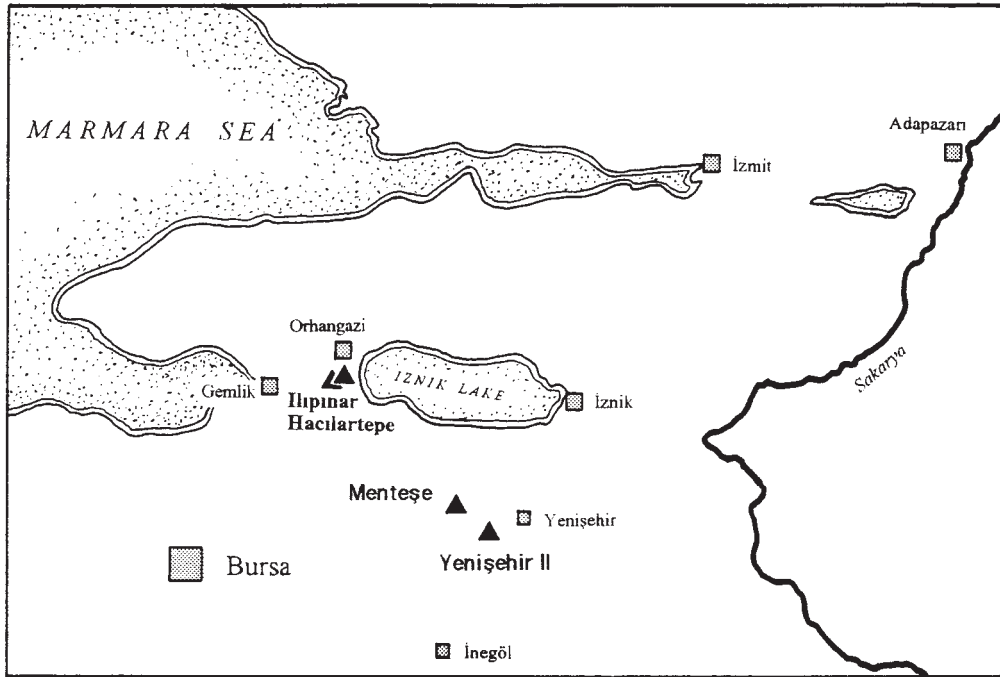 MARMARA SEA
Adapazarı
İzmit
Orhangazi
IZNIK LAKE
Gemlik
Ilıpınar
Hacılartepe
İznik
Sakarya
Menteşe
Yenişehir
Yenişehir II
Bursa
İnegöl